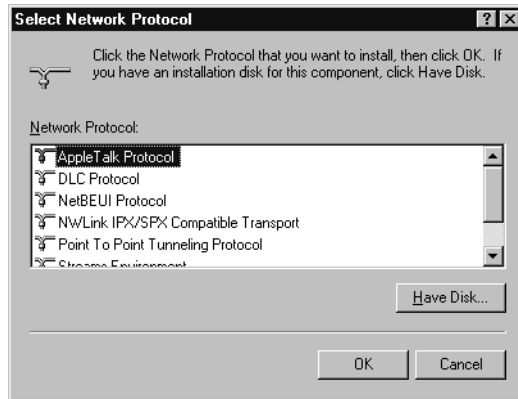 Select Network Protocol
Click the Network Protocol that you want to install, then click OK. If
you have an installation disk for this component, click Have Disk.
Network Protocol:
AppleTalk Protocol
DLC Protocol
NetBEUI Protocol
NWLink IPX/SPX Compatible Transport
Point To Point Tunneling Protocol
Streams Environment
Have Disk...
OK
Cancel